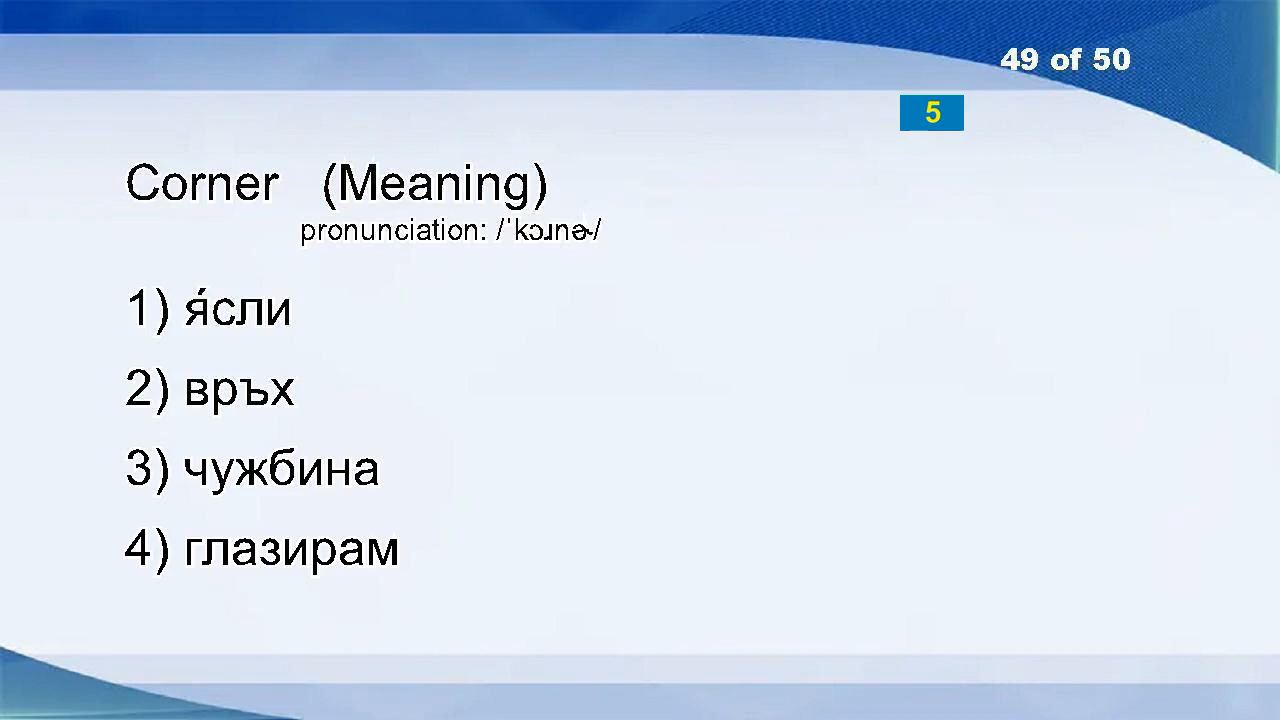 49 of 50
5
Corner (Meaning)
pronunciation: /ˈkɔɹnɚ/
1) я́сли
2) връх
3) чужбина
4) глазирам